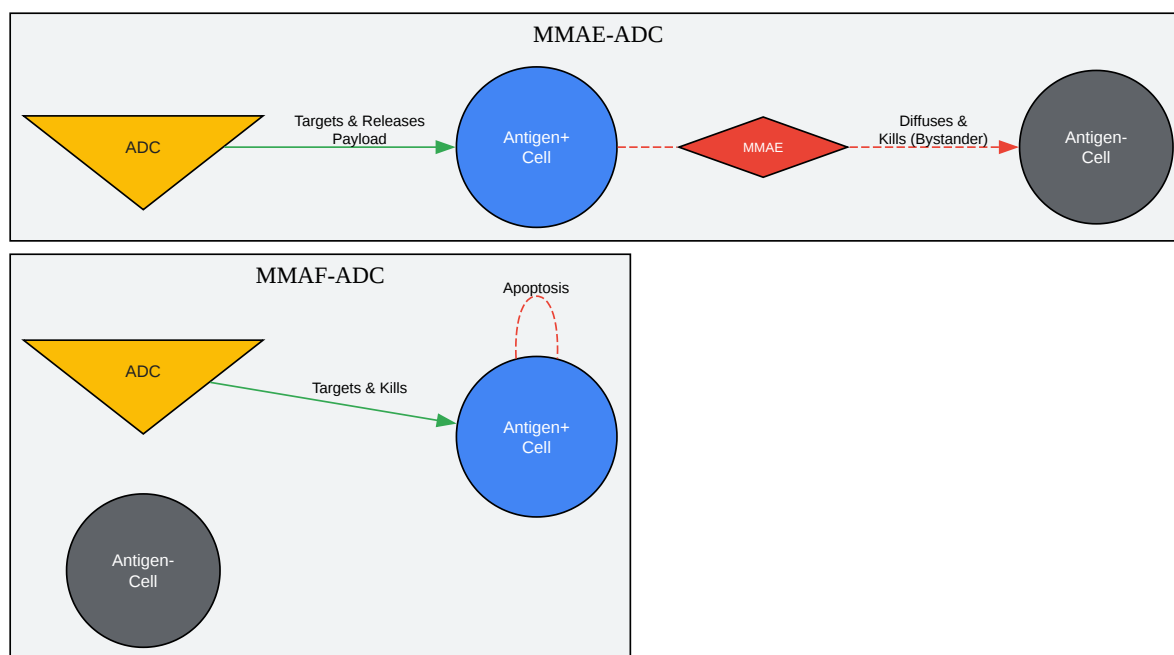 MMAE-ADC
ADC
Targets & Releases
Payload
Antigen+
Cell
MMAE
Diffuses &
Kills (Bystander)
Antigen-
Cell
MMAF-ADC
Apoptosis
ADC
Targets & Kills
Antigen+
Cell
Antigen-
Cell